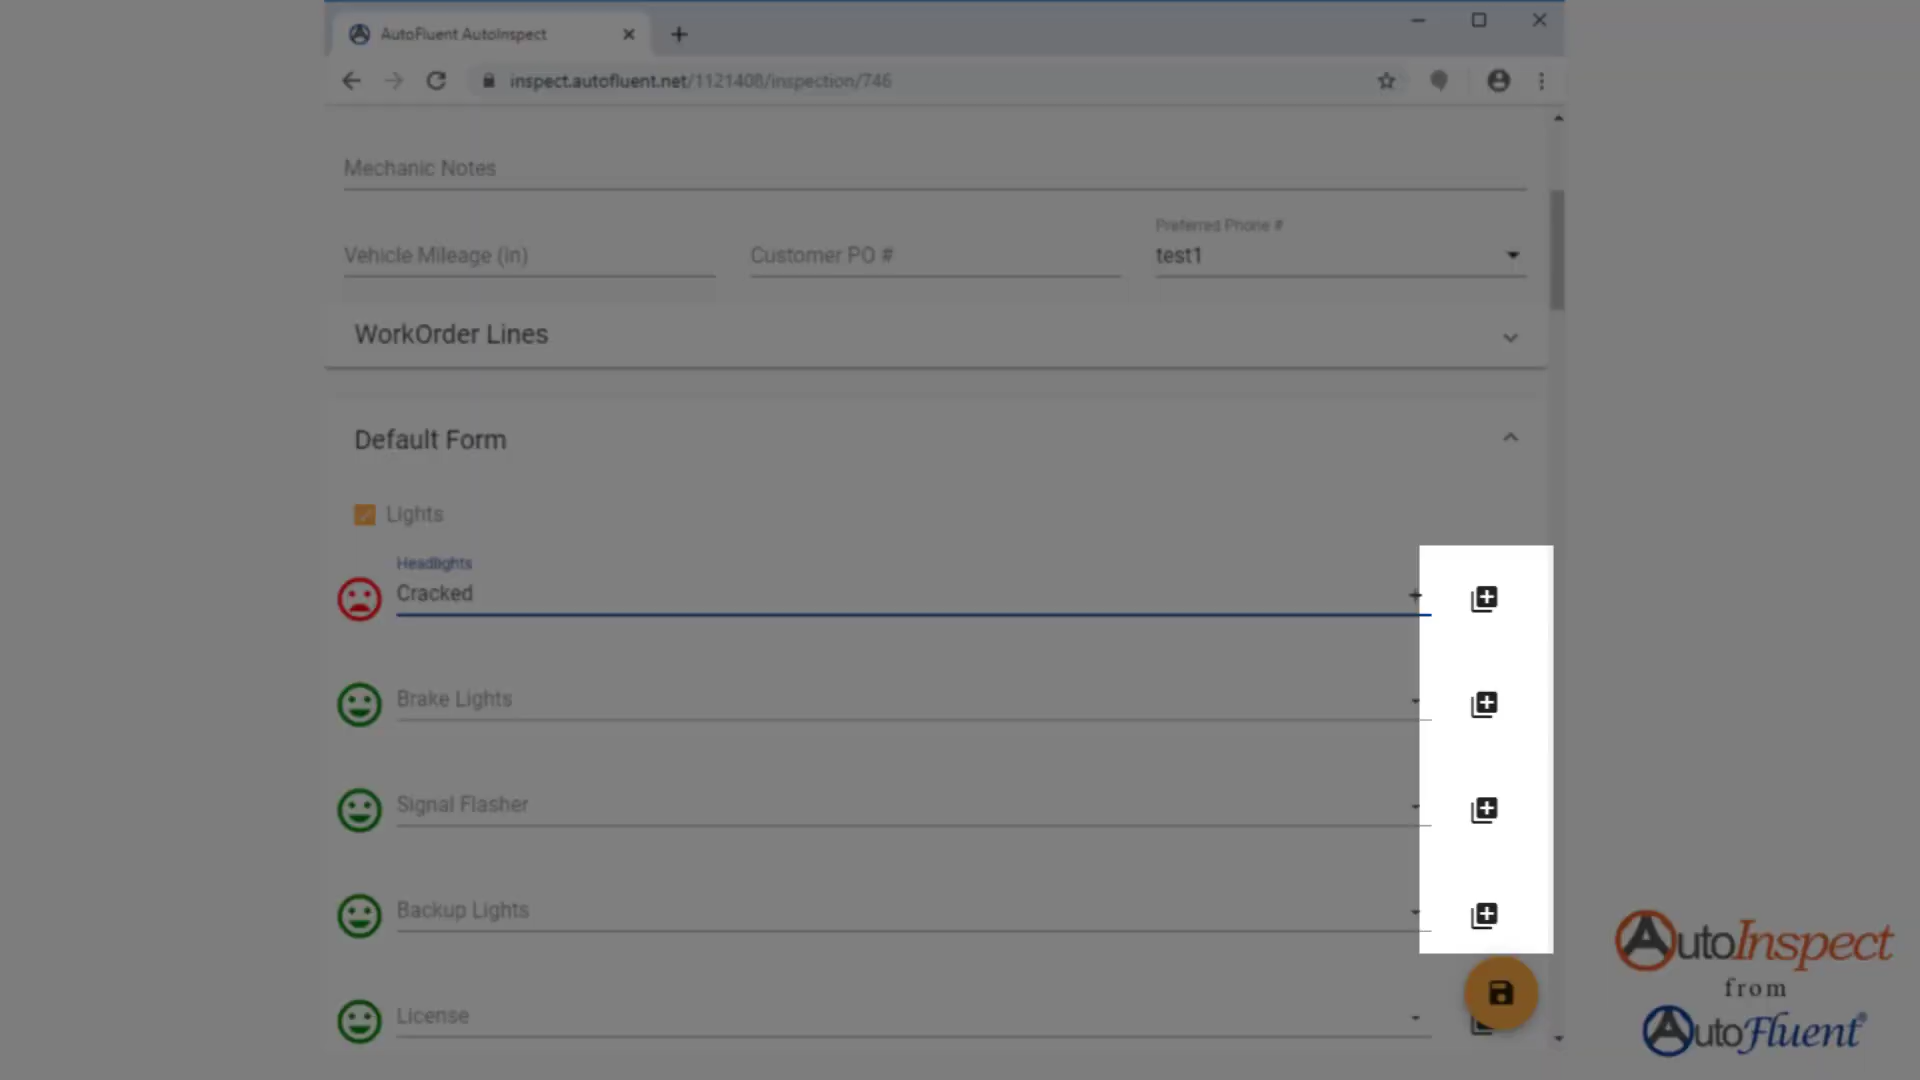 AutoFluent AutoInspect
inspect.autofluent.net/1121408/inspection/746
Mechanic Notes
Preferred Phone #
Vehicle Mileage (in)
Customer PO #
test1
WorkOrder Lines
Default Form
Lights
Headlights
Cracked
Brake Lights
Signal Flasher
Backup Lights
License
AutoInspect
from
AutoFluent®